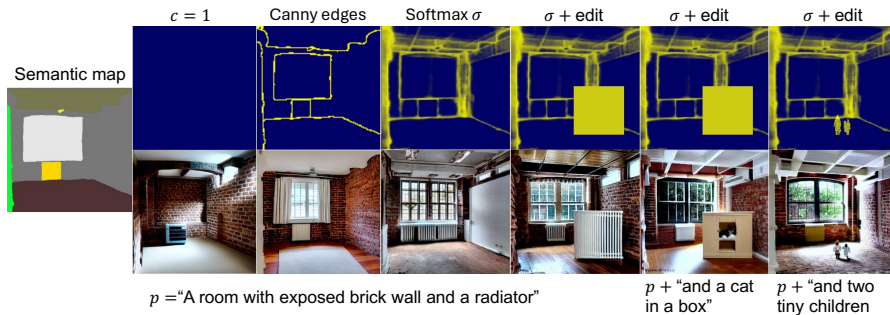 c = 1
Canny edges
Softmax σ
σ + edit
σ + edit
σ + edit
Semantic map
p =“A room with exposed brick wall and a radiator”
p + “and a cat
in a box”
p + “and two
tiny children